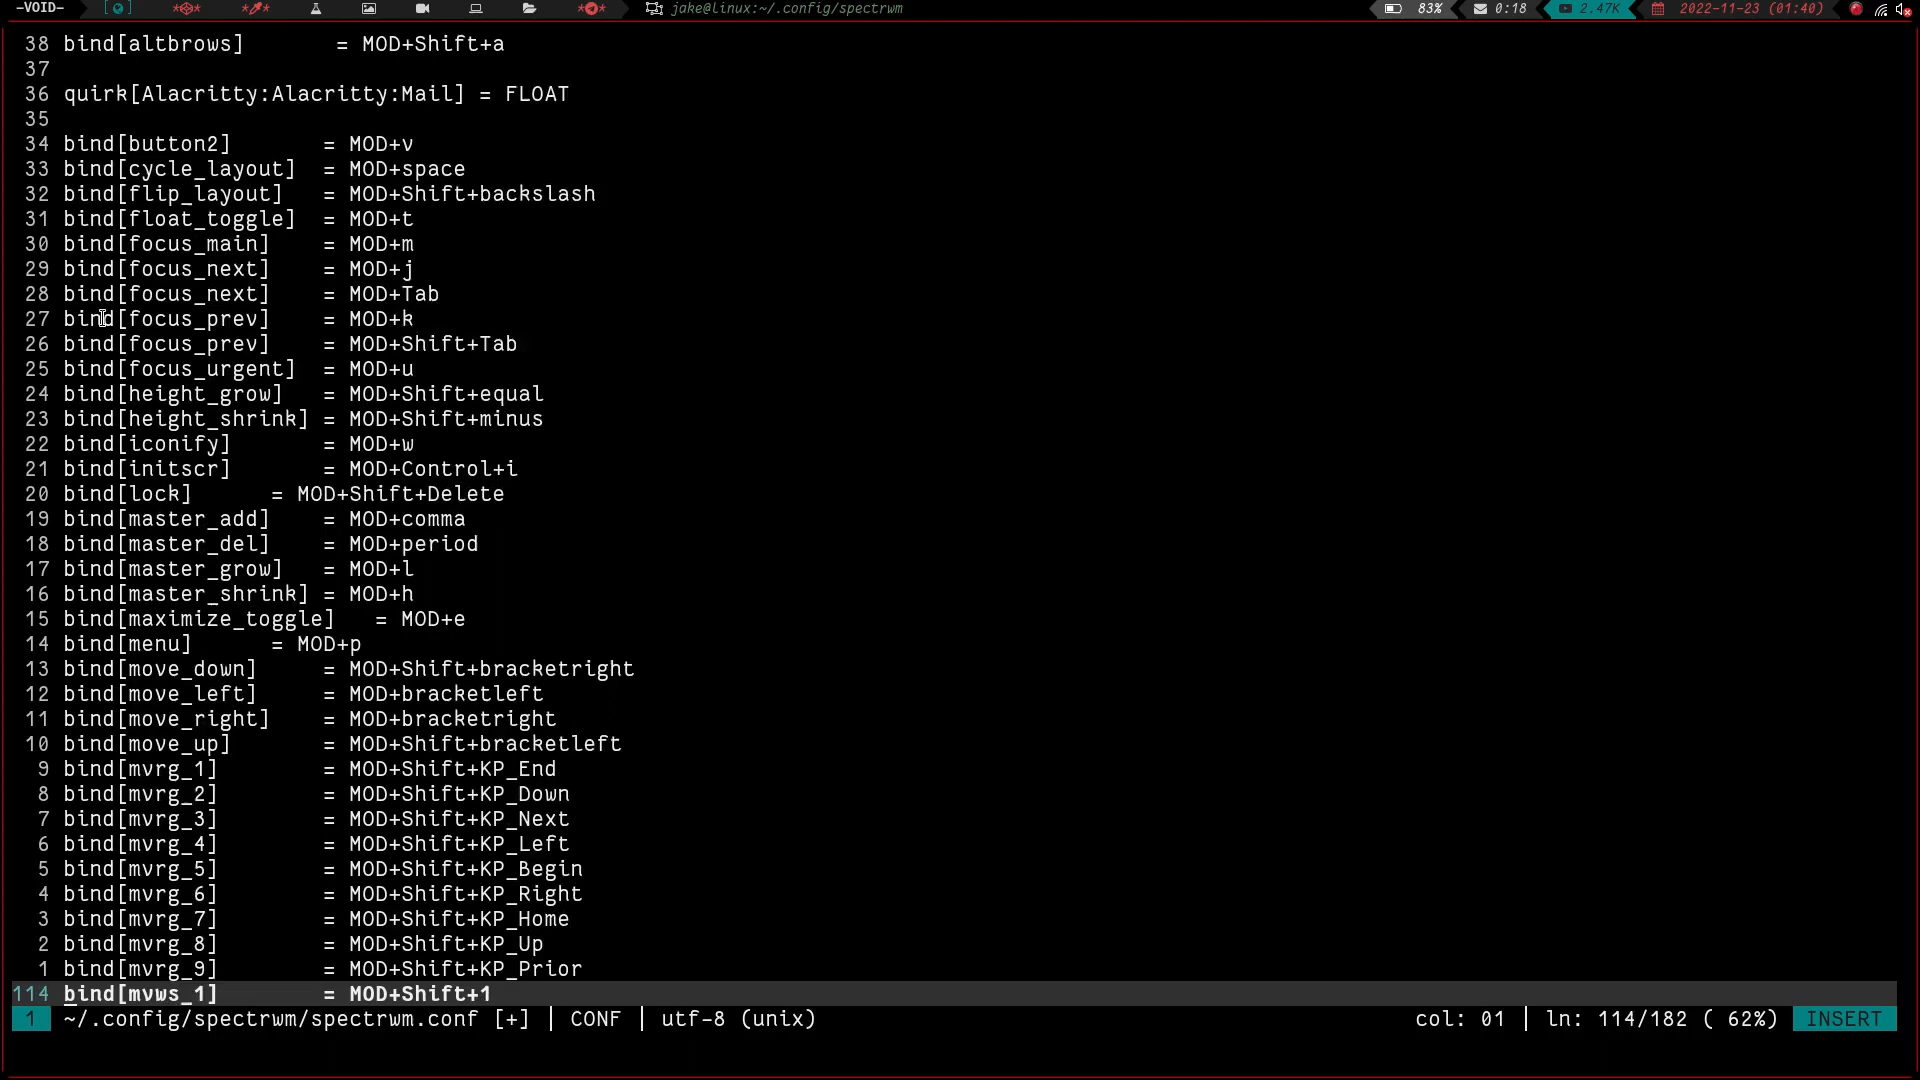 -VOID- jake@linux:~/.config/spectrwm 83% 0:18 2.47K 2022-11-23 (01:40)
38 bind[altbrows] = MOD+Shift+a
37
36 quirk[Alacritty:Alacritty:Mail] = FLOAT
35
34 bind[button2] = MOD+v
33 bind[cycle_layout] = MOD+space
32 bind[flip_layout] = MOD+Shift+backslash
31 bind[float_toggle] = MOD+t
30 bind[focus_main] = MOD+m
29 bind[focus_next] = MOD+j
28 bind[focus_next] = MOD+Tab
27 bind[focus_prev] = MOD+k
26 bind[focus_prev] = MOD+Shift+Tab
25 bind[focus_urgent] = MOD+u
24 bind[height_grow] = MOD+Shift+equal
23 bind[height_shrink] = MOD+Shift+minus
22 bind[iconify] = MOD+w
21 bind[initscr] = MOD+Control+i
20 bind[lock] = MOD+Shift+Delete
19 bind[master_add] = MOD+comma
18 bind[master_del] = MOD+period
17 bind[master_grow] = MOD+l
16 bind[master_shrink] = MOD+h
15 bind[maximize_toggle] = MOD+e
14 bind[menu] = MOD+p
13 bind[move_down] = MOD+Shift+bracketright
12 bind[move_left] = MOD+bracketleft
11 bind[move_right] = MOD+bracketright
10 bind[move_up] = MOD+Shift+bracketleft
9 bind[mvrg_1] = MOD+Shift+KP_End
8 bind[mvrg_2] = MOD+Shift+KP_Down
7 bind[mvrg_3] = MOD+Shift+KP_Next
6 bind[mvrg_4] = MOD+Shift+KP_Left
5 bind[mvrg_5] = MOD+Shift+KP_Begin
4 bind[mvrg_6] = MOD+Shift+KP_Right
3 bind[mvrg_7] = MOD+Shift+KP_Home
2 bind[mvrg_8] = MOD+Shift+KP_Up
1 bind[mvrg_9] = MOD+Shift+KP_Prior
114 bind[mvws_1] = MOD+Shift+1
1 ~/.config/spectrwm/spectrwm.conf [+] | CONF | utf-8 (unix) col: 01 | ln: 114/182 ( 62%) INSERT